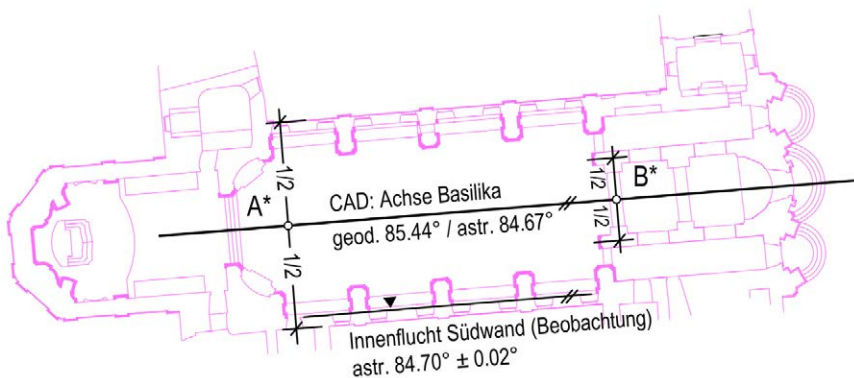 1/2
A*
1/2
CAD: Achse Basilika
geod. 85.44° / astr. 84.67°
1/2
B*
1/2
Innenflucht Südwand (Beobachtung)
astr. 84.70° ± 0.02°